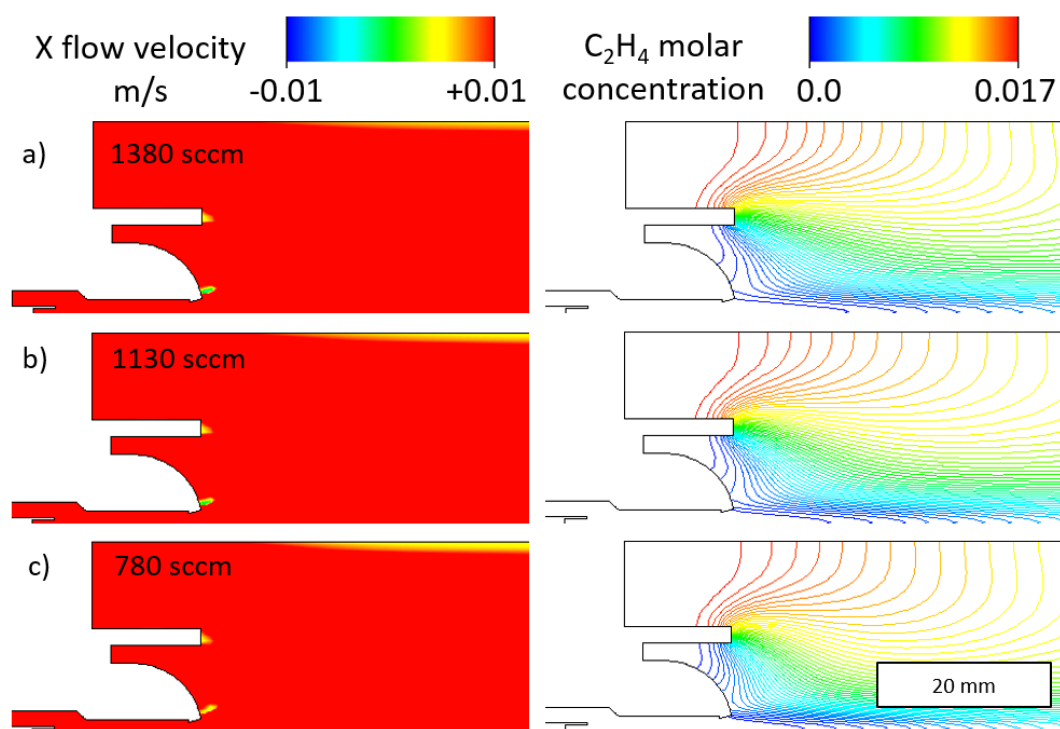 X flow velocity
m/s
-0.01
+0.01
C₂H₄ molar
concentration
0.0
0.017
a)
1380 sccm
b)
1130 sccm
c)
780 sccm
20 mm